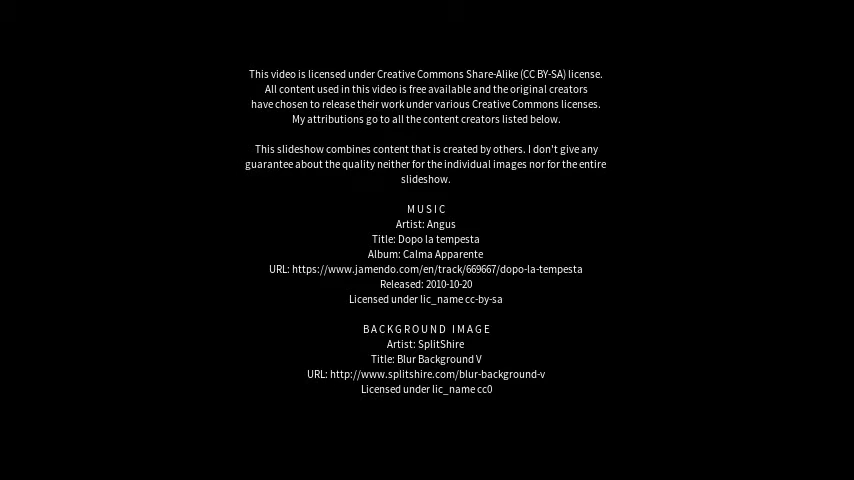 This video is licensed under Creative Commons Share-Alike (CC BY-SA) license.
All content used in this video is free available and the original creators
have chosen to release their work under various Creative Commons licenses.
My attributions go to all the content creators listed below.
This slideshow combines content that is created by others. I don't give any
guarantee about the quality neither for the individual images nor for the entire
slideshow.
MUSIC
Artist: Angus
Title: Dopo la tempesta
Album: Calma Apparente
URL: https://www.jamendo.com/en/track/669667/dopo-la-tempesta
Released: 2010-10-20
Licensed under lic_name cc-by-sa
BACKGROUND IMAGE
Artist: SplitShire
Title: Blur Background V
URL: http://www.splitshire.com/blur-background-v
Licensed under lic_name cc0